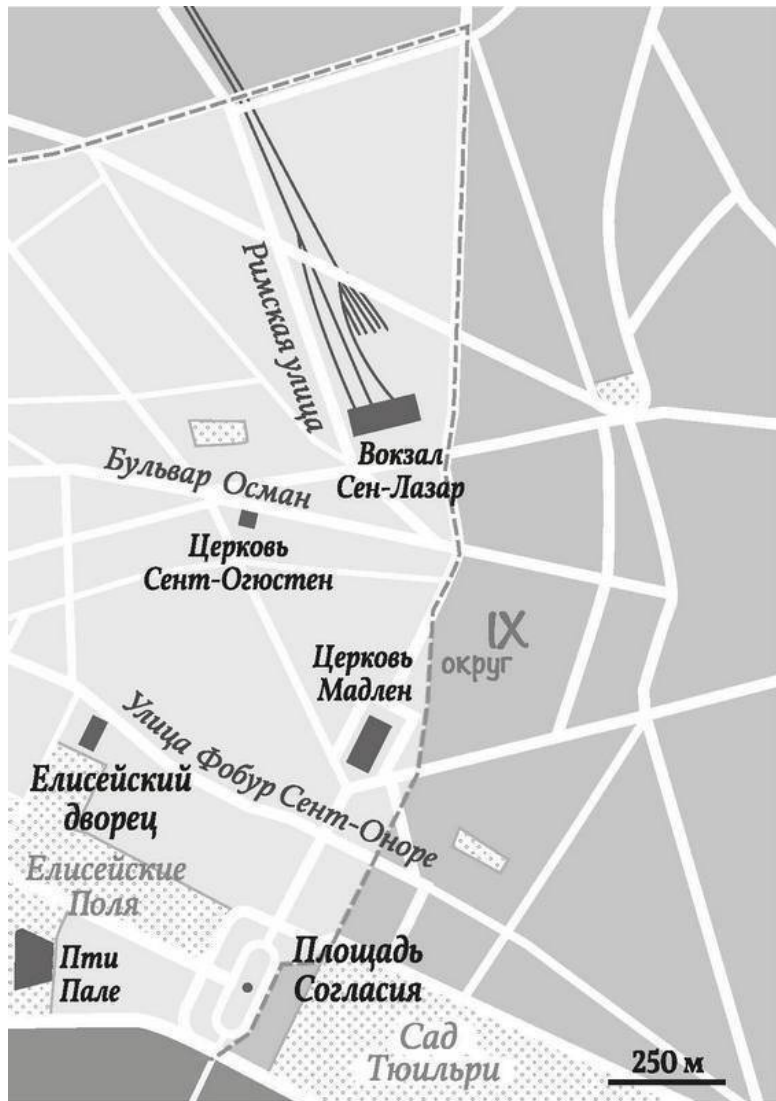 Римская улица
Вокзал
Сен-Лазар
Бульвар Осман
Церковь
Сент-Огюстен
IX
округ
Церковь
Мадлен
Улица Фобур Сент-Оноре
Елисейский
дворец
Елисейские
Поля
Пти
Пале
Площадь
Согласия
Сад
Тюильри
250 м